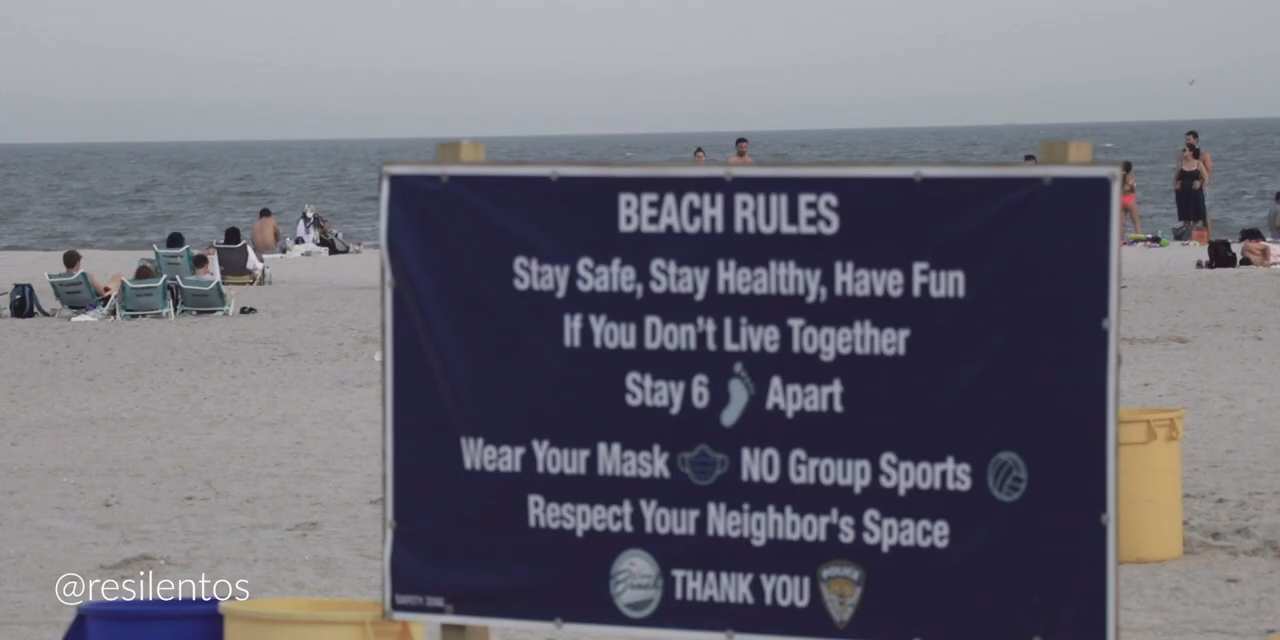 BEACH RULES
Stay Safe, Stay Healthy, Have Fun
If You Don't Live Together
Stay 6 Apart
Wear Your Mask NO Group Sports
Respect Your Neighbor's Space
THANK YOU
POLICE
@resilentos